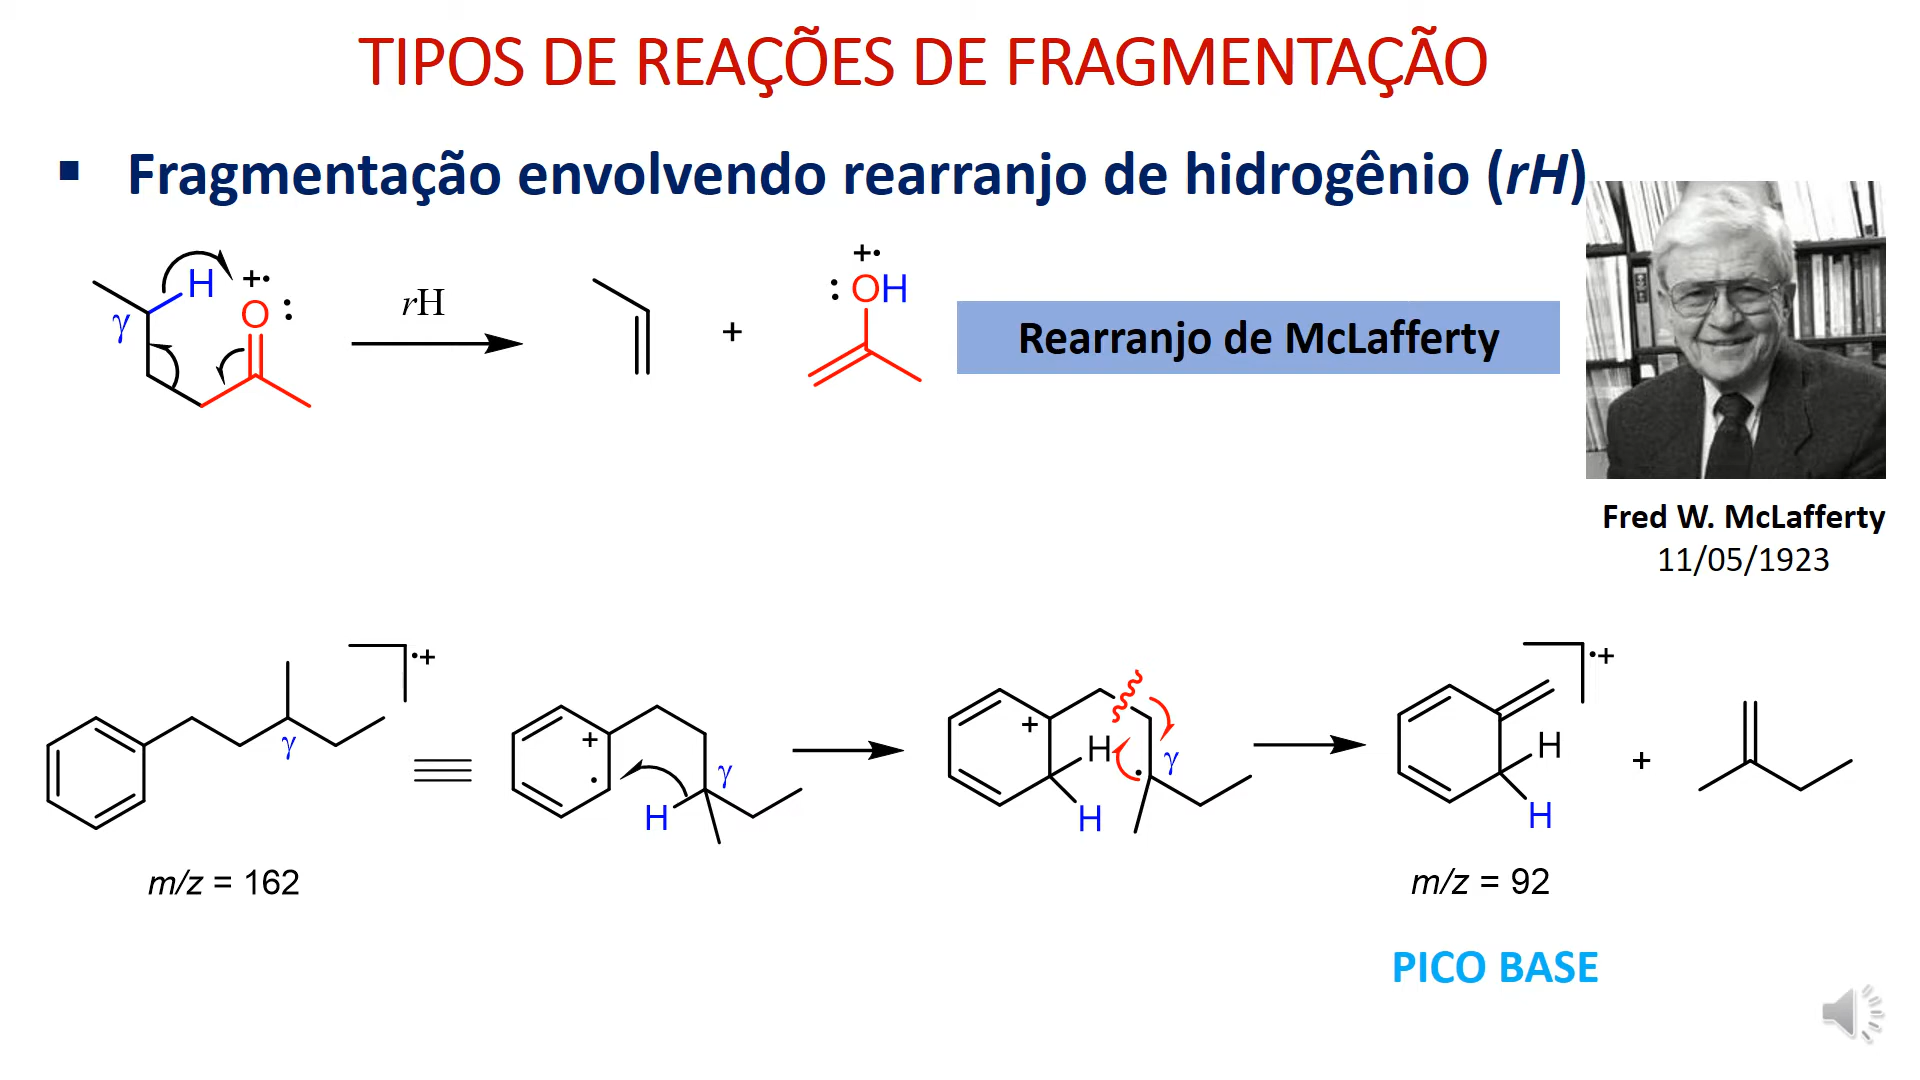 TIPOS DE REAÇÕES DE FRAGMENTAÇÃO
▪ Fragmentação envolvendo rearranjo de hidrogênio (rH)
H
+•
O
:
γ
rH
+
+•
: OH
Rearranjo de McLafferty
Fred W. McLafferty
11/05/1923
•+
γ
+
•
γ
H
+
H
•
γ
H
•+
H
H
+
m/z = 162
m/z = 92
PICO BASE